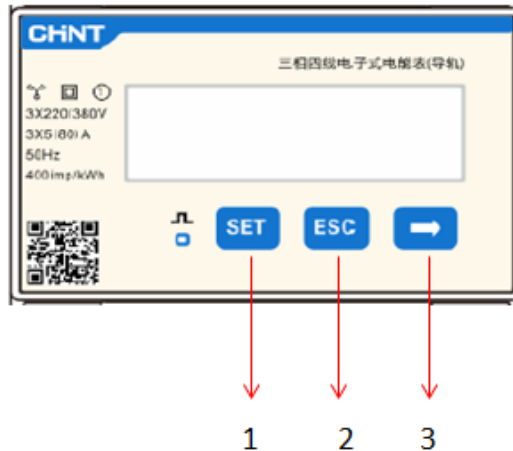 CHiNT
三相四线电子式电能表(导轨)
3X220/380V
3X5(80)A
50Hz
400imp/kWh
SET
ESC
1
2
3